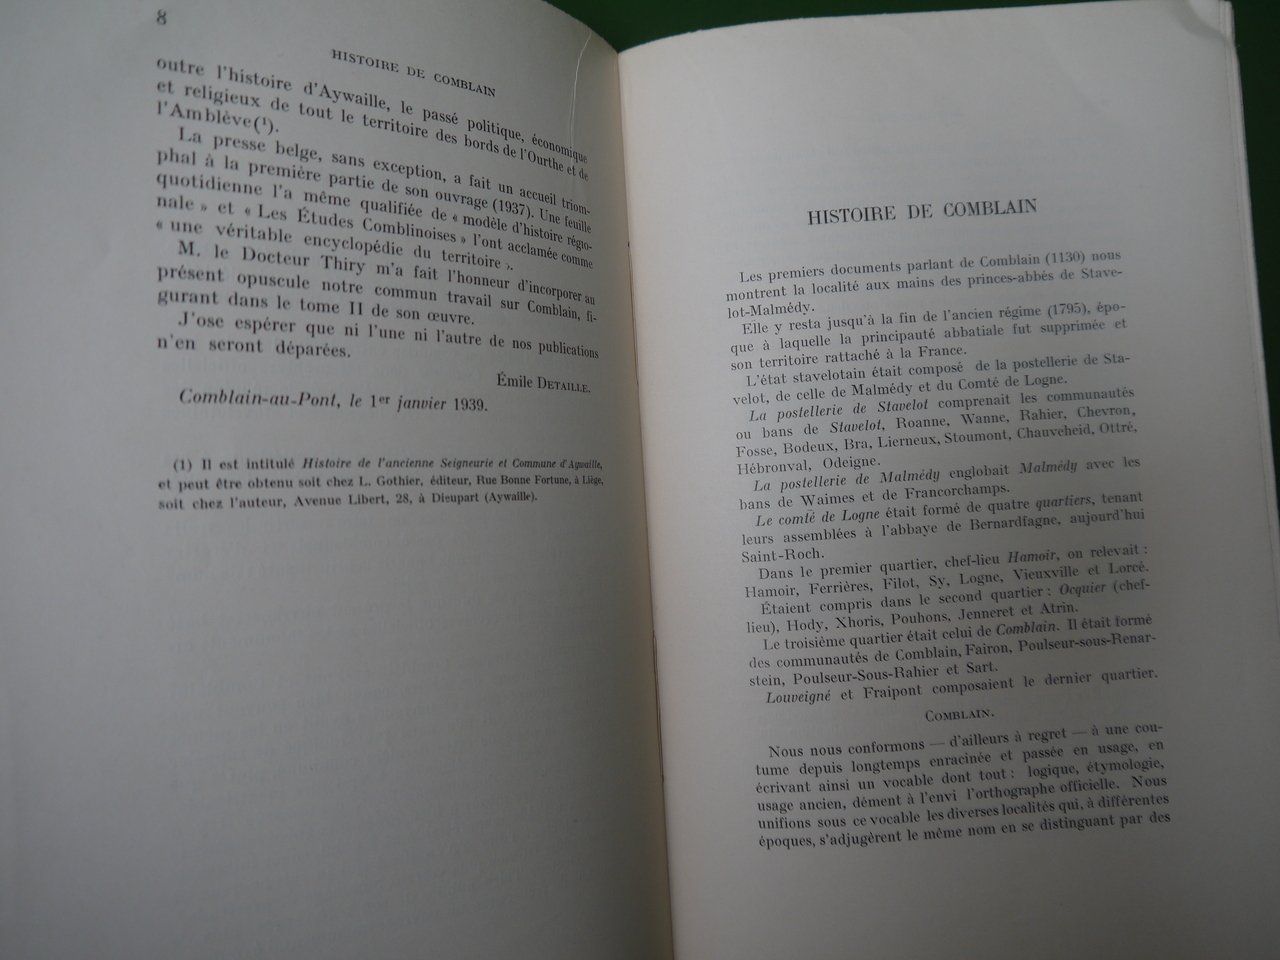 8
HISTOIRE DE COMBLAIN
outre l'histoire d'Aywaille, le passé politique, économique
et religieux de tout le territoire des bords de l'Ourthe et de
l'Amblève(¹).
La presse belge, sans exception, a fait un accueil triom-
phal à la première partie de son ouvrage (1937). Une feuille
quotidienne l'a même qualifiée de « modèle d'histoire régio-
nale » et « Les Études Comblinoises » l'ont acclamée comme
« une véritable encyclopédie du territoire ».
M. le Docteur Thiry m'a fait l'honneur d'incorporer au
présent opuscule notre commun travail sur Comblain, fi-
gurant dans le tome II de son œuvre.
J'ose espérer que ni l'une ni l'autre de nos publications
n'en seront déparées.
Émile DETAILLE.
Comblain-au-Pont, le 1er janvier 1939.
(1) Il est intitulé Histoire de l'ancienne Seigneurie et Commune d'Aywaille,
et peut être obtenu soit chez L. Gothier, éditeur, Rue Bonne Fortune, à Liège,
soit chez l'auteur, Avenue Libert, 28, à Dieupart (Aywaille).
HISTOIRE DE COMBLAIN
Les premiers documents parlant de Comblain (1130) nous
montrent la localité aux mains des princes-abbés de Stave-
lot-Malmédy.
Elle y resta jusqu'à la fin de l'ancien régime (1795), épo-
que à laquelle la principauté abbatiale fut supprimée et
son territoire rattaché à la France.
L'état stavelotain était composé de la postellerie de Sta-
velot, de celle de Malmédy et du Comté de Logne.
La postellerie de Stavelot comprenait les communautés
ou bans de Stavelot, Roanne, Wanne, Rahier, Chevron,
Fosse, Bodeux, Bra, Lierneux, Stoumont, Chauveheid, Ottré,
Hébronval, Odeigne.
La postellerie de Malmédy englobait Malmédy avec les
bans de Waimes et de Francorchamps.
Le comté de Logne était formé de quatre quartiers, tenant
leurs assemblées à l'abbaye de Bernardfagne, aujourd'hui
Saint-Roch.
Dans le premier quartier, chef-lieu Hamoir, on relevait :
Hamoir, Ferrières, Filot, Sy, Logne, Vieuxville et Lorcé.
Étaient compris dans le second quartier : Ocquier (chef-
lieu), Hody, Xhoris, Pouhons, Jenneret et Atrin.
Le troisième quartier était celui de Comblain. Il était formé
des communautés de Comblain, Fairon, Poulseur-sous-Renar-
stein, Poulseur-Sous-Rahier et Sart.
Louveigné et Fraipont composaient le dernier quartier.
COMBLAIN.
Nous nous conformons — d'ailleurs à regret — à une cou-
tume depuis longtemps enracinée et passée en usage, en
écrivant ainsi un vocable dont tout : logique, étymologie,
usage ancien, dément à l'envi l'orthographe officielle. Nous
unifions sous ce vocable les diverses localités qui, à différentes
époques, s'adjugèrent le même nom en se distinguant par des